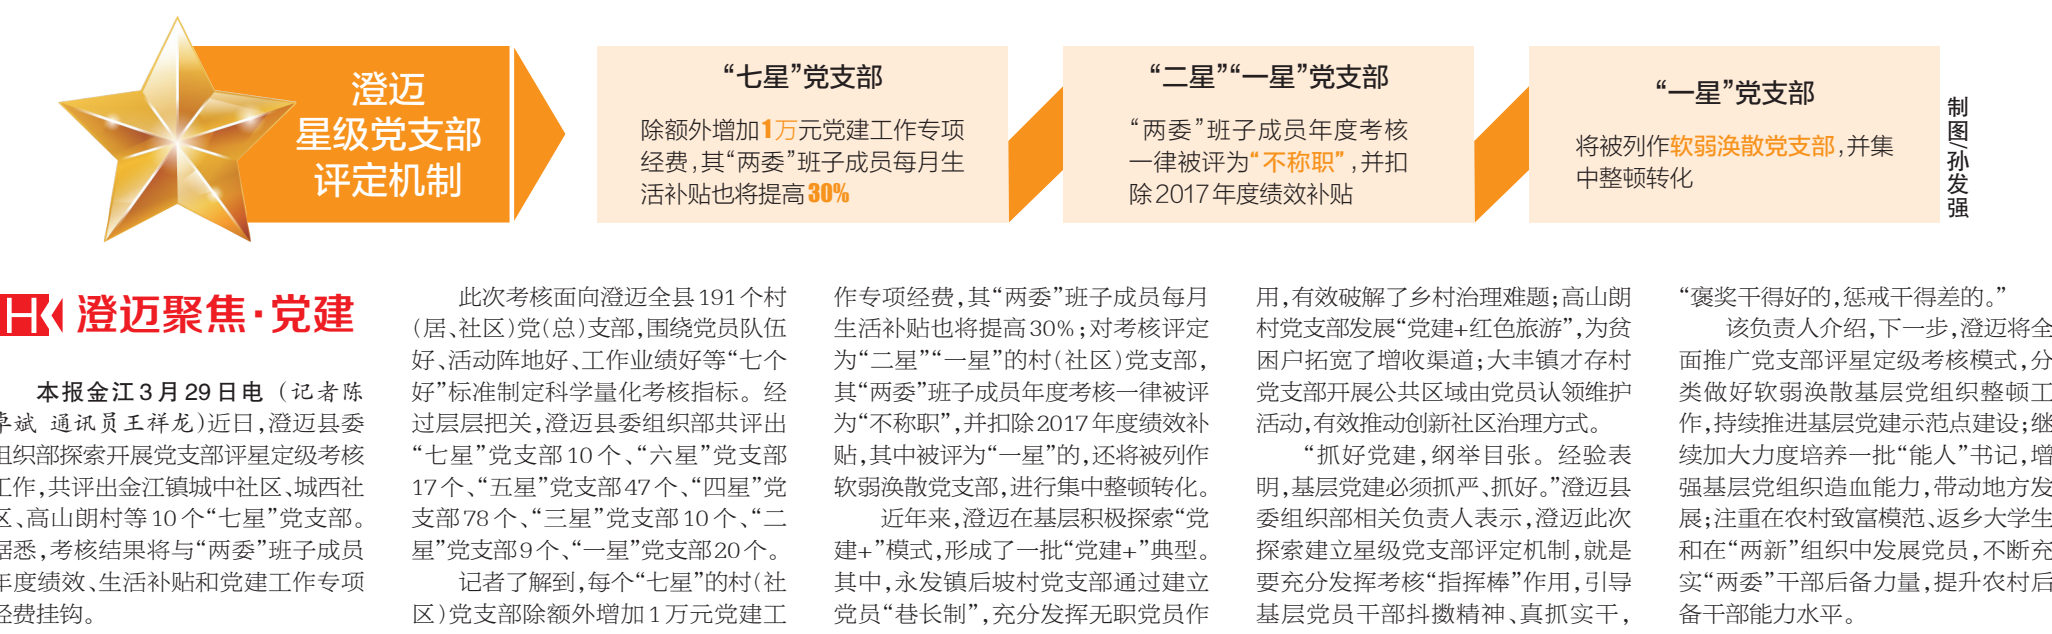 澄迈
星级党支部
评定机制
“七星”党支部
除额外增加1万元党建工作专项
经费,其“两委”班子成员每月生
活补贴也将提高30%
“二星”“一星”党支部
“两委”班子成员年度考核
一律被评为“不称职”,并扣
除2017年度绩效补贴
“一星”党支部
将被列作软弱涣散党支部,并集
中整顿转化
制图/孙发强
澄迈聚焦·党建
本报金江3月29日电(记者陈
卓斌 通讯员王祥龙)近日,澄迈县委
组织部探索开展党支部评星定级考核
工作,共评出金江镇城中社区、城西社
区、高山朗村等10个“七星”党支部。
据悉,考核结果将与“两委”班子成员
年度绩效、生活补贴和党建工作专项
经费挂钩。
此次考核面向澄迈全县191个村
(居、社区)党(总)支部,围绕党员队伍
好、活动阵地好、工作业绩好等“七个
好”标准制定科学量化考核指标。经
过层层把关,澄迈县委组织部共评出
“七星”党支部10个、“六星”党支部
17个、“五星”党支部47个、“四星”党
支部78个、“三星”党支部10个、“二
星”党支部9个、“一星”党支部20个。
记者了解到,每个“七星”的村(社
区)党支部除额外增加1万元党建工
作专项经费,其“两委”班子成员每月
生活补贴也将提高30%;对考核评定
为“二星”“一星”的村(社区)党支部,
其“两委”班子成员年度考核一律被评
为“不称职”,并扣除2017年度绩效补
贴,其中被评为“一星”的,还将被列作
软弱涣散党支部,进行集中整顿转化。
近年来,澄迈在基层积极探索“党
建+”模式,形成了一批“党建+”典型。
其中,永发镇后坡村党支部通过建立
党员“巷长制”,充分发挥无职党员作
用,有效破解了乡村治理难题;高山朗
村党支部发展“党建+红色旅游”,为贫
困户拓宽了增收渠道;大丰镇才存村
党支部开展公共区域由党员认领维护
活动,有效推动创新社区治理方式。
“抓好党建,纲举目张。经验表
明,基层党建必须抓严、抓好。”澄迈县
委组织部相关负责人表示,澄迈此次
探索建立星级党支部评定机制,就是
要充分发挥考核“指挥棒”作用,引导
基层党员干部抖擞精神、真抓实干,
“褒奖干得好的,惩戒干得差的。”
该负责人介绍,下一步,澄迈将全
面推广党支部评星定级考核模式,分
类做好软弱涣散基层党组织整顿工
作,持续推进基层党建示范点建设;继
续加大力度培养一批“能人”书记,增
强基层党组织造血能力,带动地方发
展;注重在农村致富模范、返乡大学生
和在“两新”组织中发展党员,不断充
实“两委”干部后备力量,提升农村后
备干部能力水平。